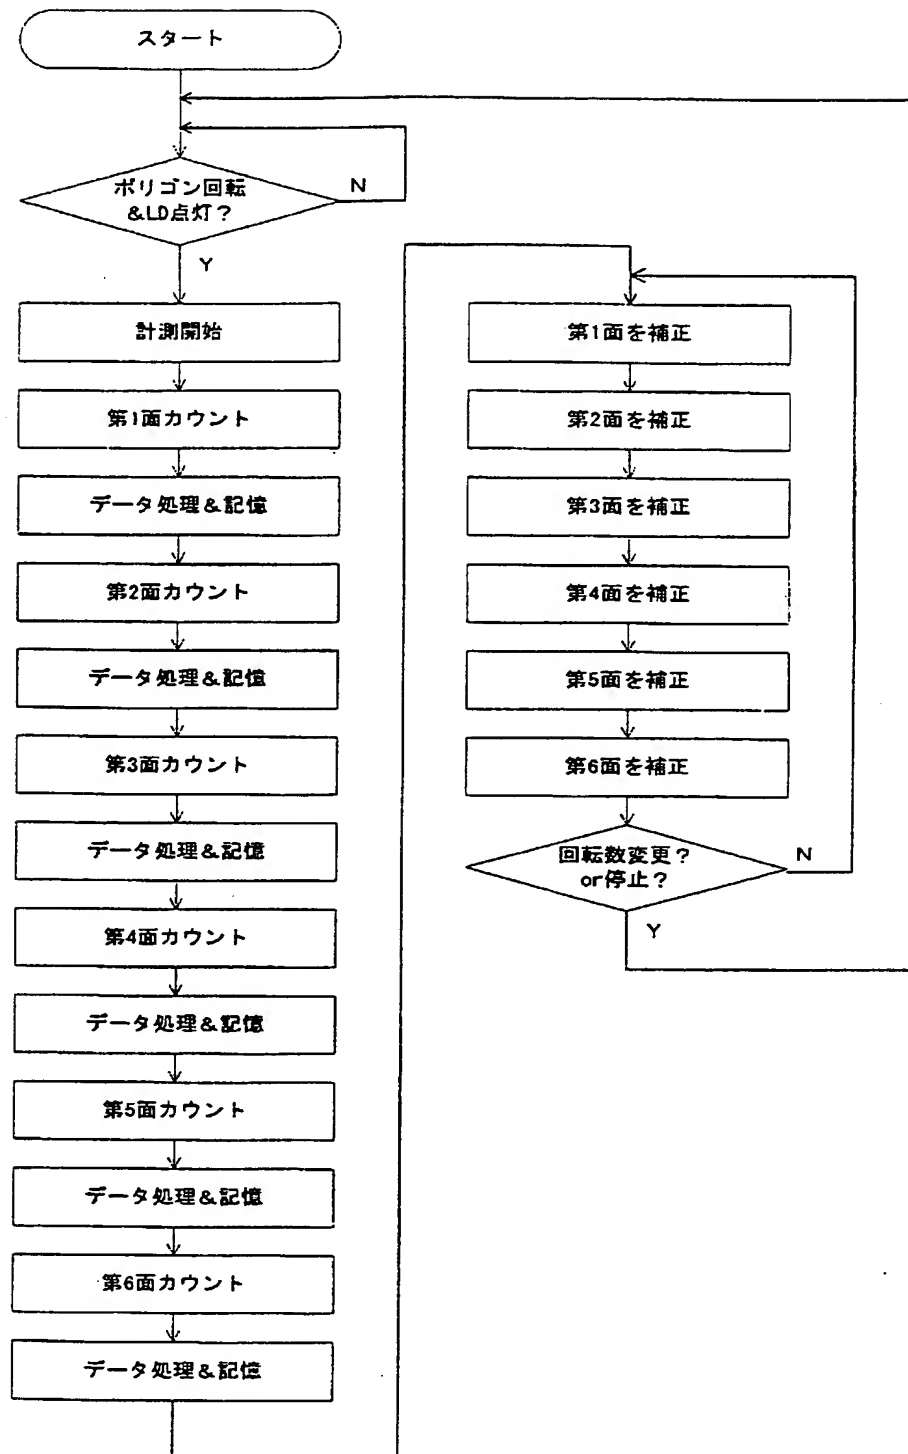 スタート
ポリゴン回転
&LD点灯?
N
Y
計測開始
第1面カウント
データ処理&記憶
第2面カウント
データ処理&記憶
第3面カウント
データ処理&記憶
第4面カウント
データ処理&記憶
第5面カウント
データ処理&記憶
第6面カウント
データ処理&記憶
第1面を補正
第2面を補正
第3面を補正
第4面を補正
第5面を補正
第6面を補正
回転数変更?
or停止?
N
Y